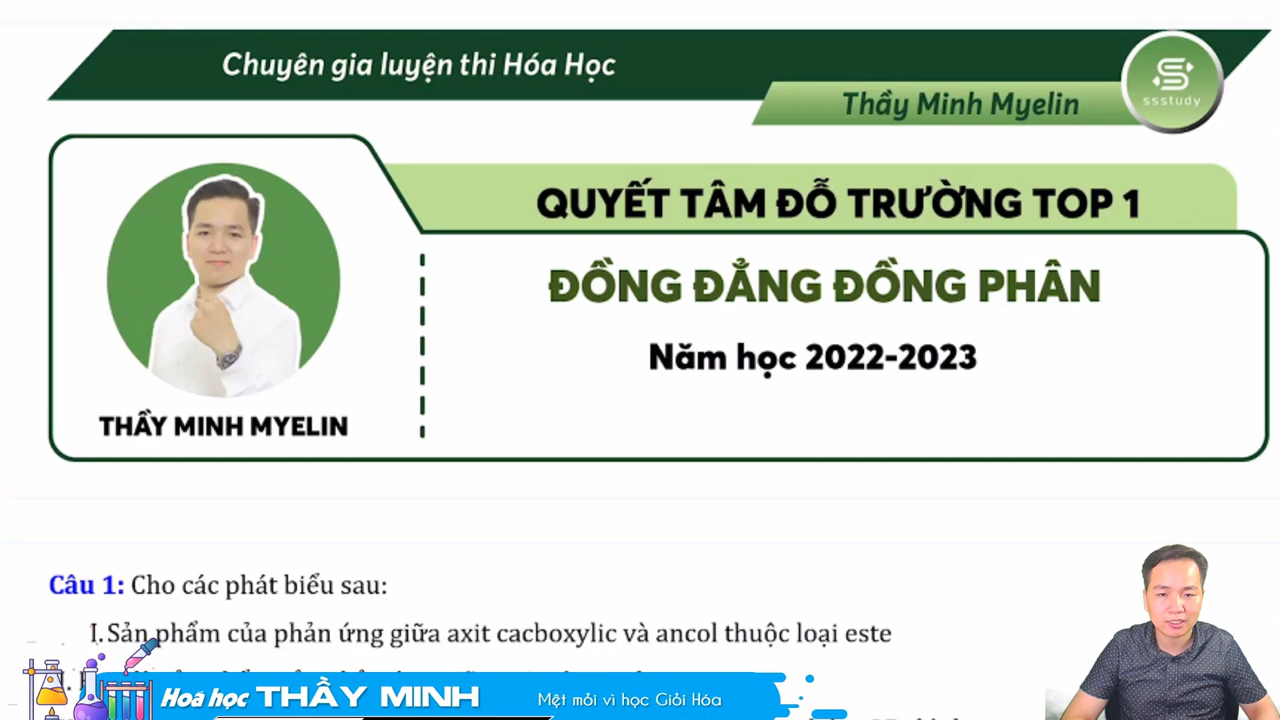 Chuyên gia luyện thi Hóa Học
Thầy Minh Myelin
ssstudy
QUYẾT TÂM ĐỖ TRƯỜNG TOP 1
ĐỒNG ĐẲNG ĐỒNG PHÂN
Năm học 2022-2023
THẦY MINH MYELIN
Câu 1: Cho các phát biểu sau:
I. Sản phẩm của phản ứng giữa axit cacboxylic và ancol thuộc loại este
Hoá học THẦY MINH
Mệt mỏi vì học Giỏi Hóa